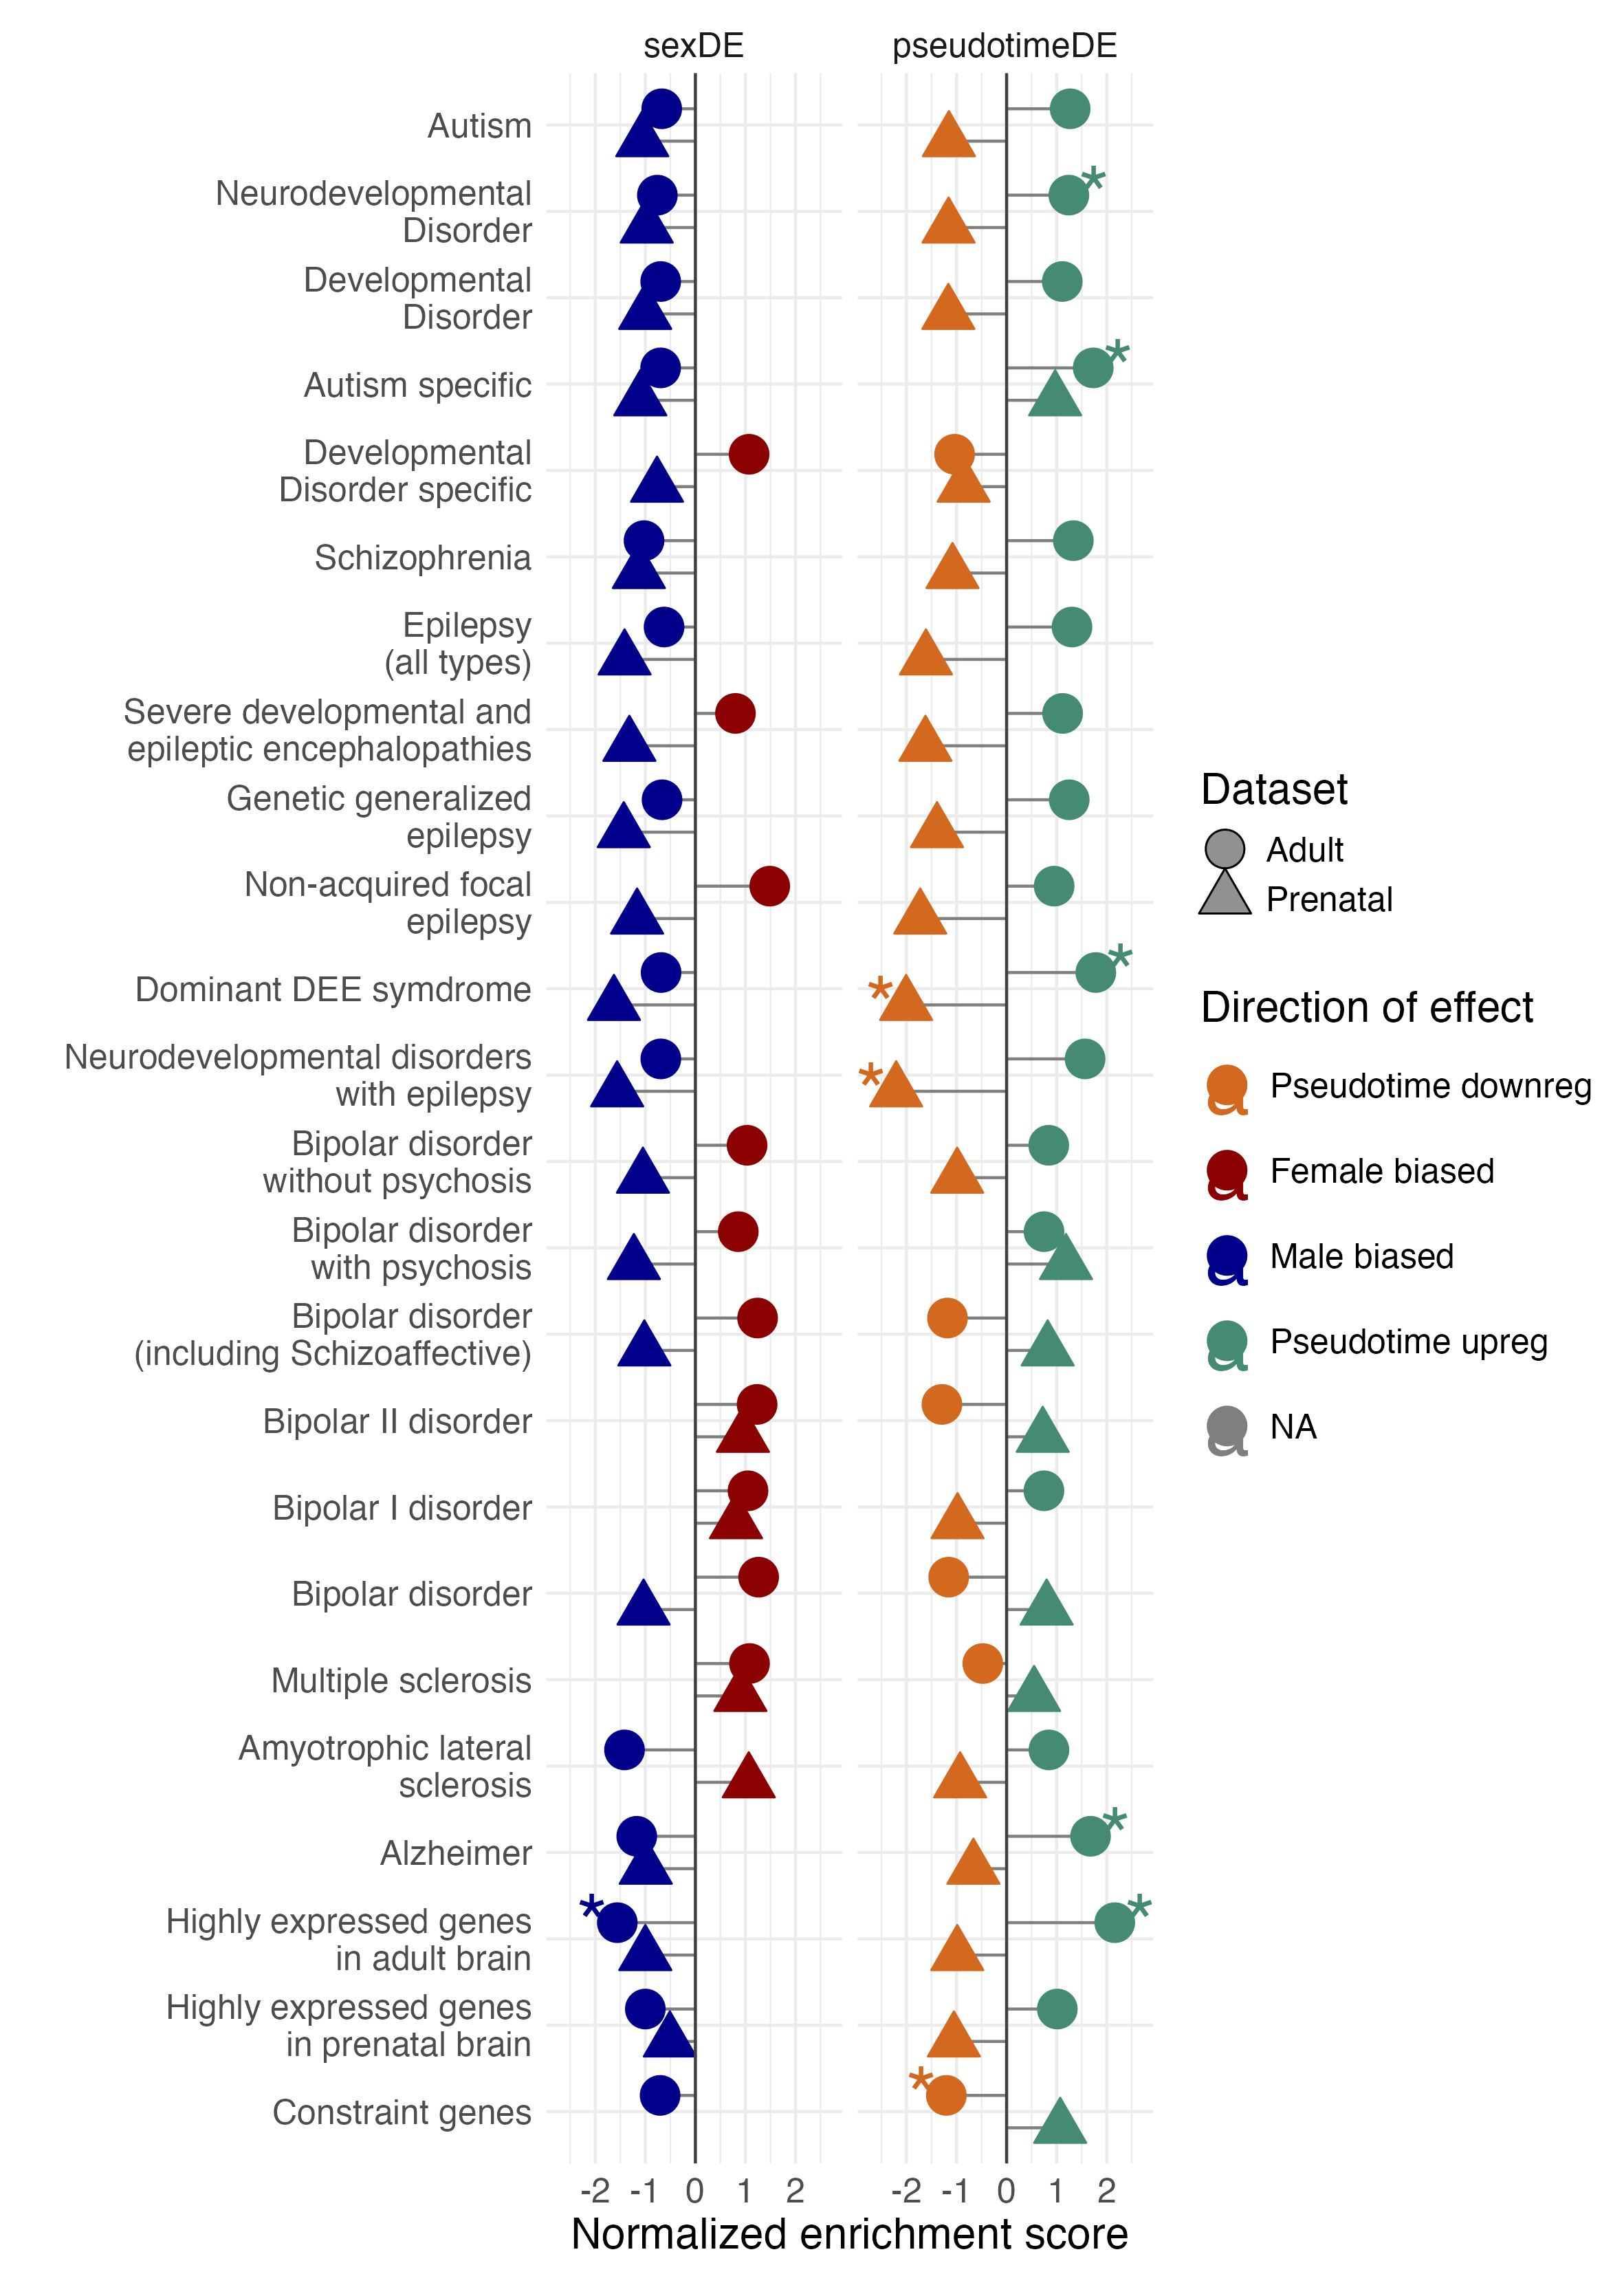 sexDE
pseudotimeDE
Autism
Neurodevelopmental
Disorder
*
Developmental
Disorder
Autism specific
*
Developmental
Disorder specific
Schizophrenia
Epilepsy
(all types)
Severe developmental and
epileptic encephalopathies
Genetic generalized
epilepsy
Non-acquired focal
epilepsy
Dominant DEE symdrome
* *
Neurodevelopmental disorders
with epilepsy
*
Bipolar disorder
without psychosis
Bipolar disorder
with psychosis
Bipolar disorder
(including Schizoaffective)
Bipolar II disorder
Bipolar I disorder
Bipolar disorder
Multiple sclerosis
Amyotrophic lateral
sclerosis
Alzheimer
*
Highly expressed genes
in adult brain
* *
Highly expressed genes
in prenatal brain
Constraint genes
*
-2 -1 0 1 2
-2 -1 0 1 2
Normalized enrichment score
Dataset
Adult
Prenatal
Direction of effect
a Pseudotime downreg
a Female biased
a Male biased
a Pseudotime upreg
a NA